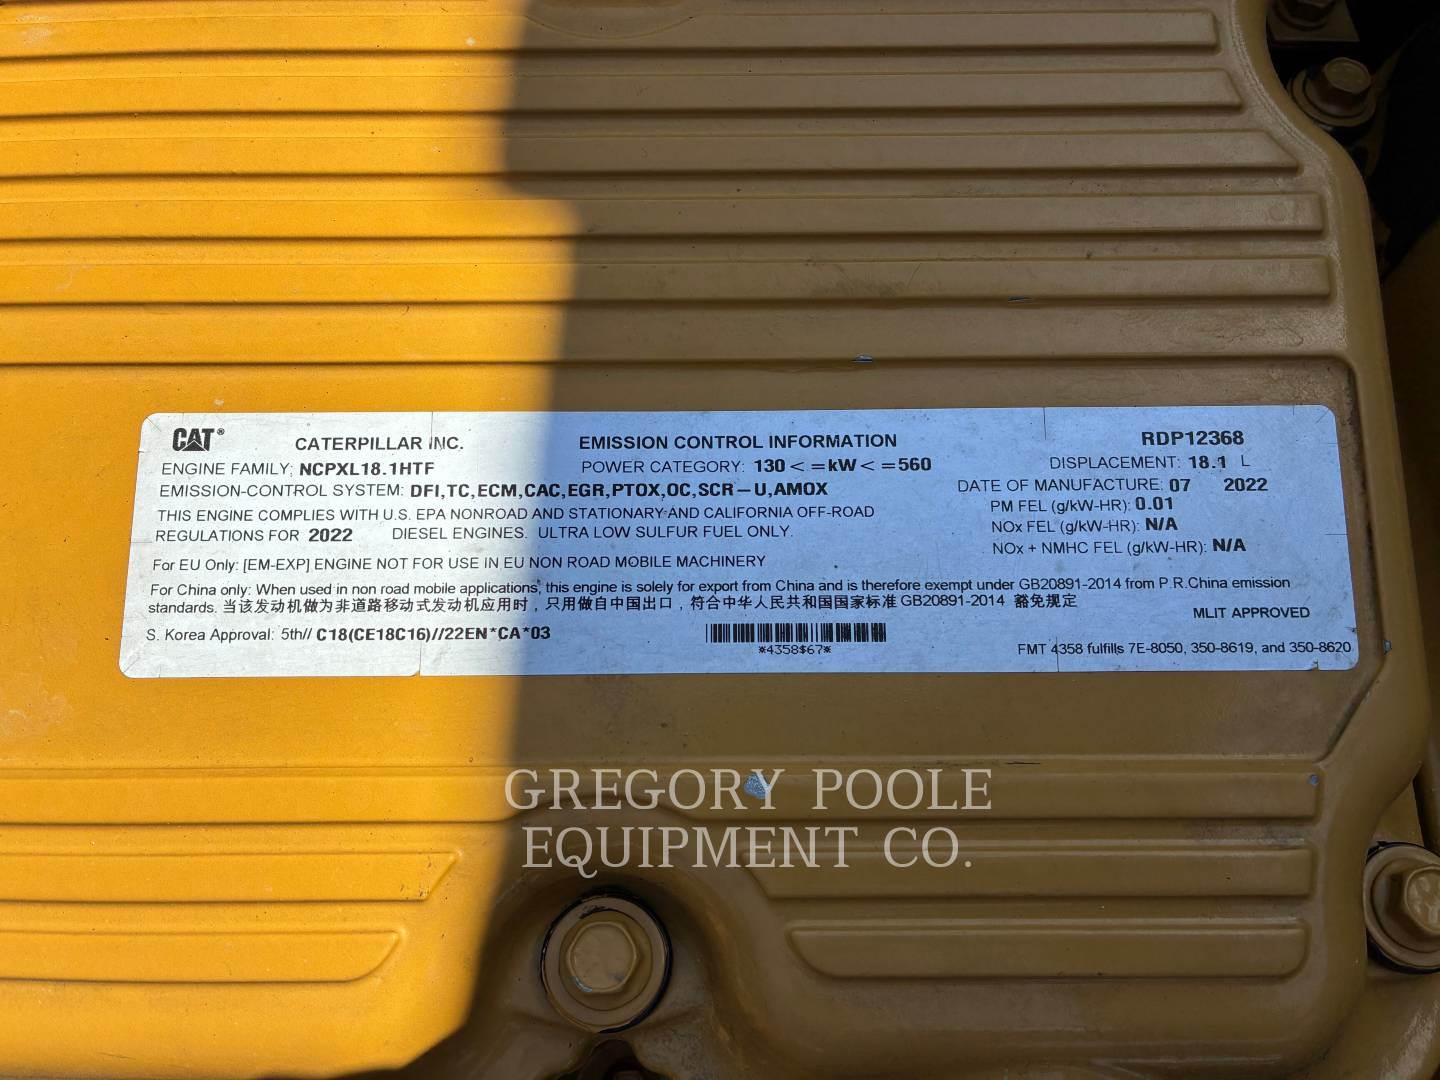 CAT® CATERPILLAR INC. EMISSION CONTROL INFORMATION RDP12368
ENGINE FAMILY: NCPXL18.1HTF POWER CATEGORY: 130<=kW<=560 DISPLACEMENT: 18.1 L
EMISSION-CONTROL SYSTEM: DFI,TC,ECM,CAC,EGR,PTOX,OC,SCR-U,AMOX DATE OF MANUFACTURE: 07 2022
THIS ENGINE COMPLIES WITH U.S. EPA NONROAD AND STATIONARY AND CALIFORNIA OFF-ROAD PM FEL (g/kW-HR): 0.01
REGULATIONS FOR 2022 DIESEL ENGINES. ULTRA LOW SULFUR FUEL ONLY. NOx FEL (g/kW-HR): N/A
NOx + NMHC FEL (g/kW-HR): N/A
For EU Only: [EM-EXP] ENGINE NOT FOR USE IN EU NON ROAD MOBILE MACHINERY
For China only: When used in non road mobile applications, this engine is solely for export from China and is therefore exempt under GB20891-2014 from P.R.China emission
standards. 当该发动机做为非道路移动式发动机应用时，只用做自中国出口，符合中华人民共和国国家标准 GB20891-2014 豁免规定
MLIT APPROVED
S. Korea Approval: 5th// C18(CE18C16)//22EN*CA*03
*4358$67*
FMT 4358 fulfills 7E-8050, 350-8619, and 350-8620
GREGORY POOLE
EQUIPMENT CO.